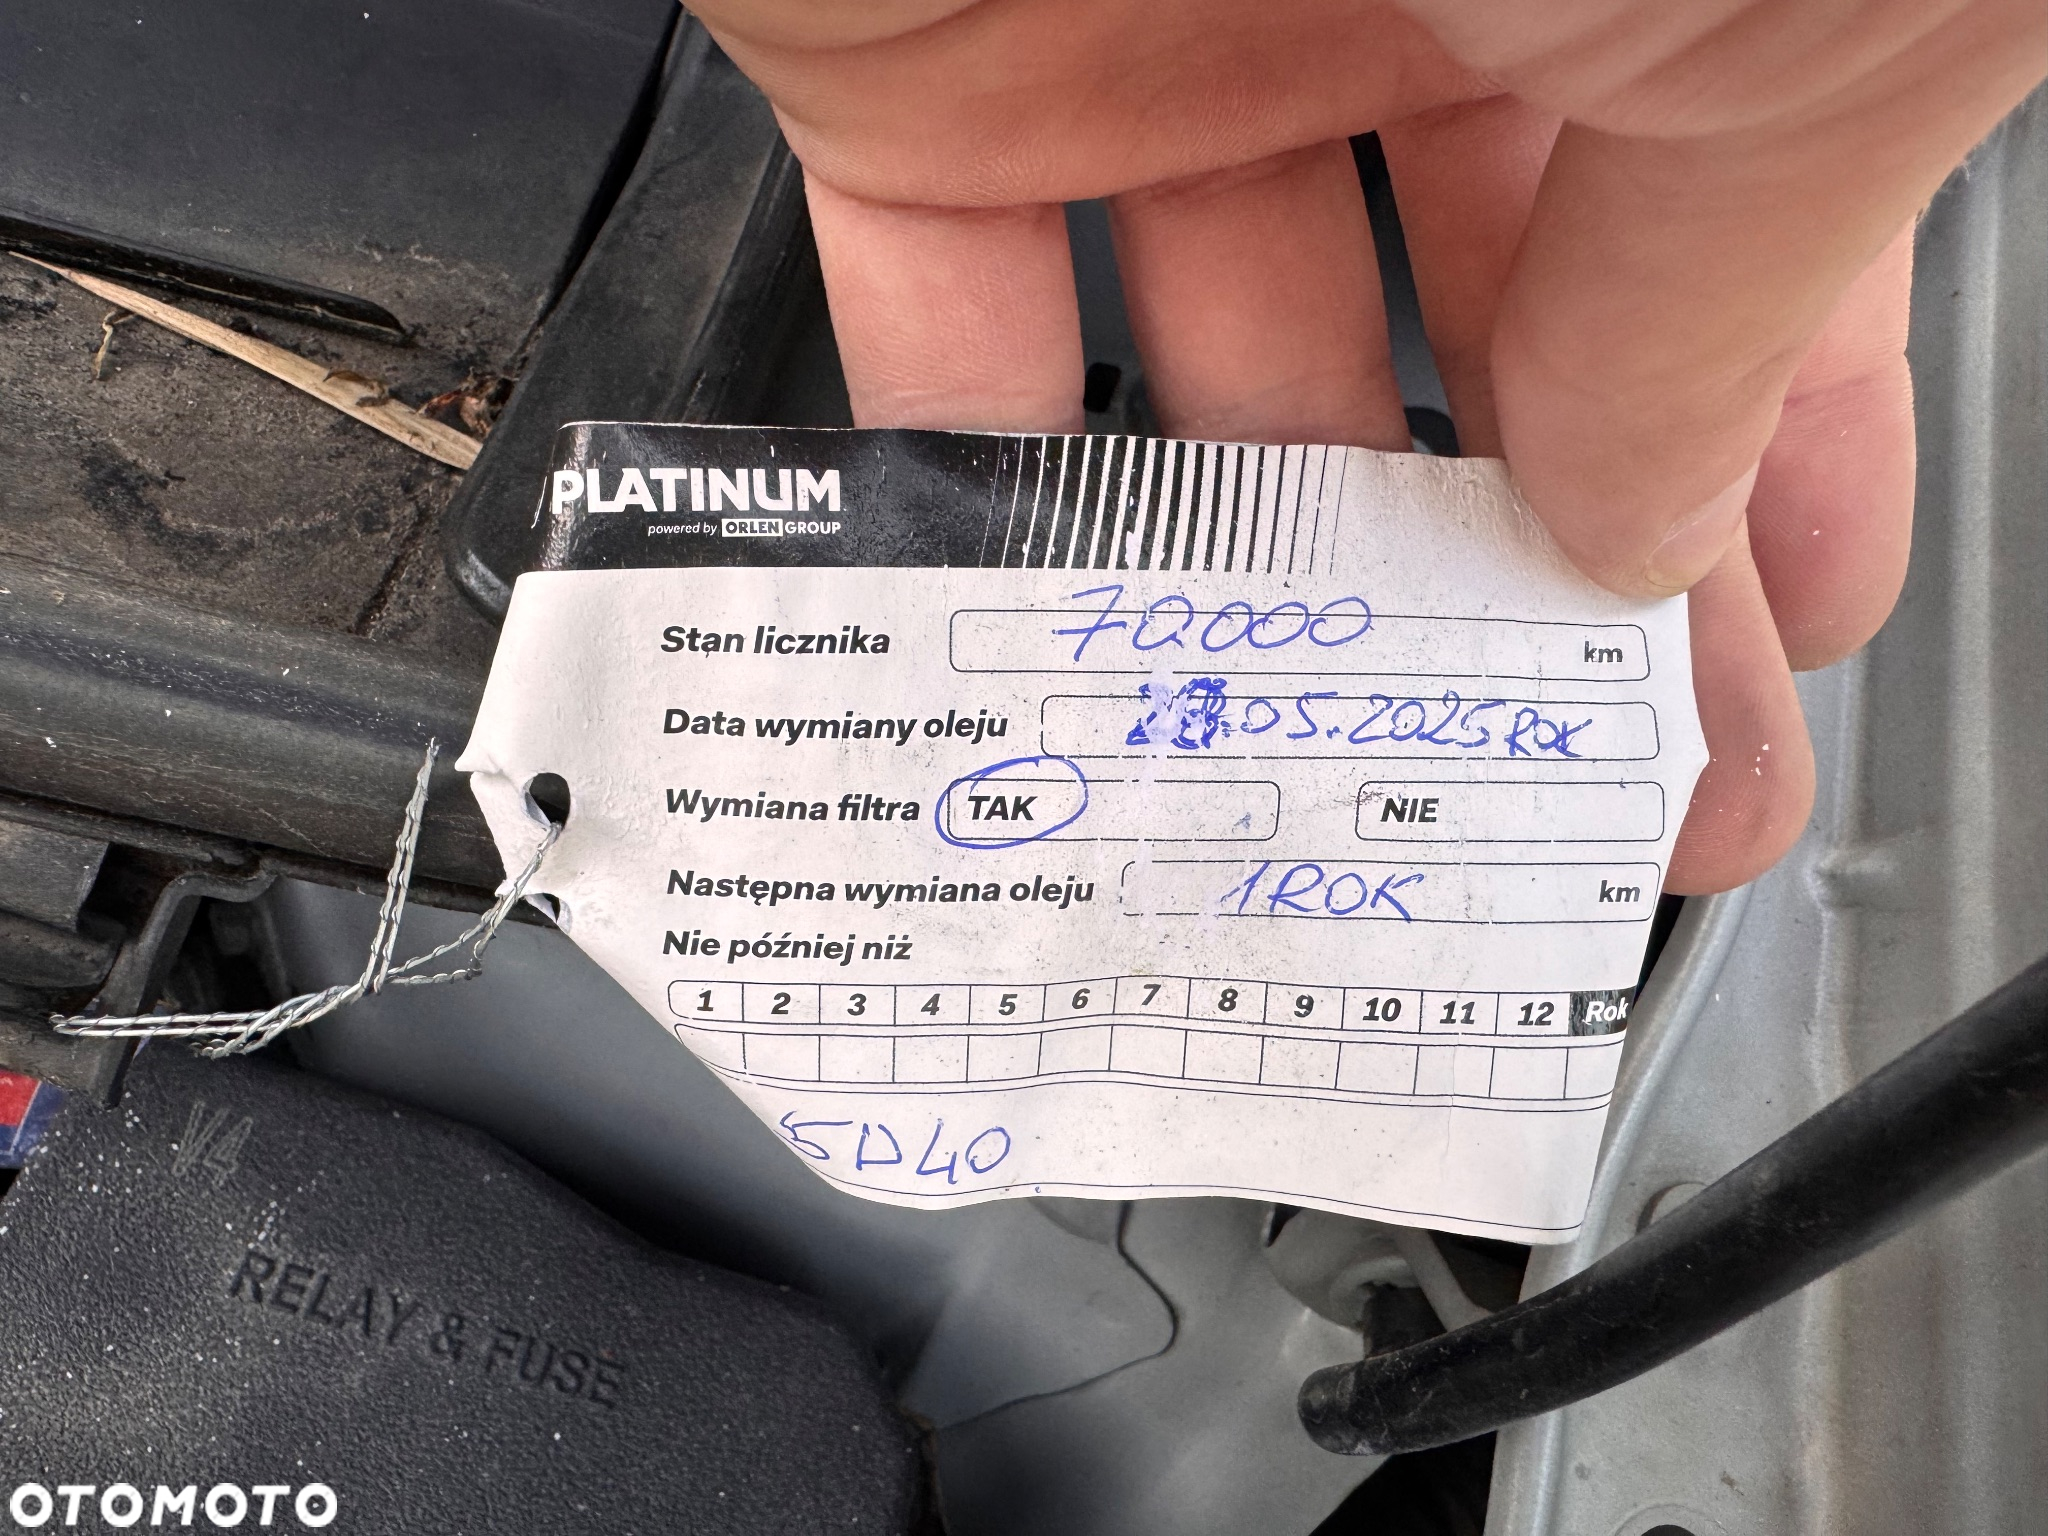 PLATINUM
powered by ORLEN GROUP
Stan licznika 70000 km
Data wymiany oleju .05.2025 ROK
Wymiana filtra TAK NIE
Następna wymiana oleju 1 ROK km
Nie później niż
1 2 3 4 5 6 7 8 9 10 11 12 Rok
5D40
V4
RELAY & FUSE
OTOMOTO